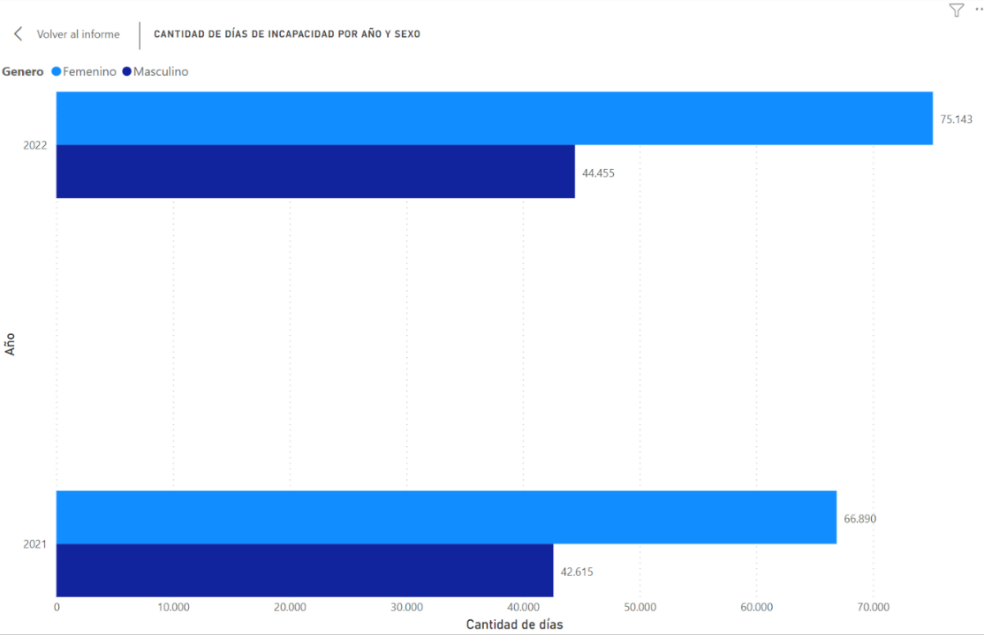 Volver al informe
CANTIDAD DE DÍAS DE INCAPACIDAD POR AÑO Y SEXO
Genero Femenino Masculino
75.143
2022
44.455
Año
66.890
2021
42.615
0 10.000 20.000 30.000 40.000 50.000 60.000 70.000
Cantidad de días